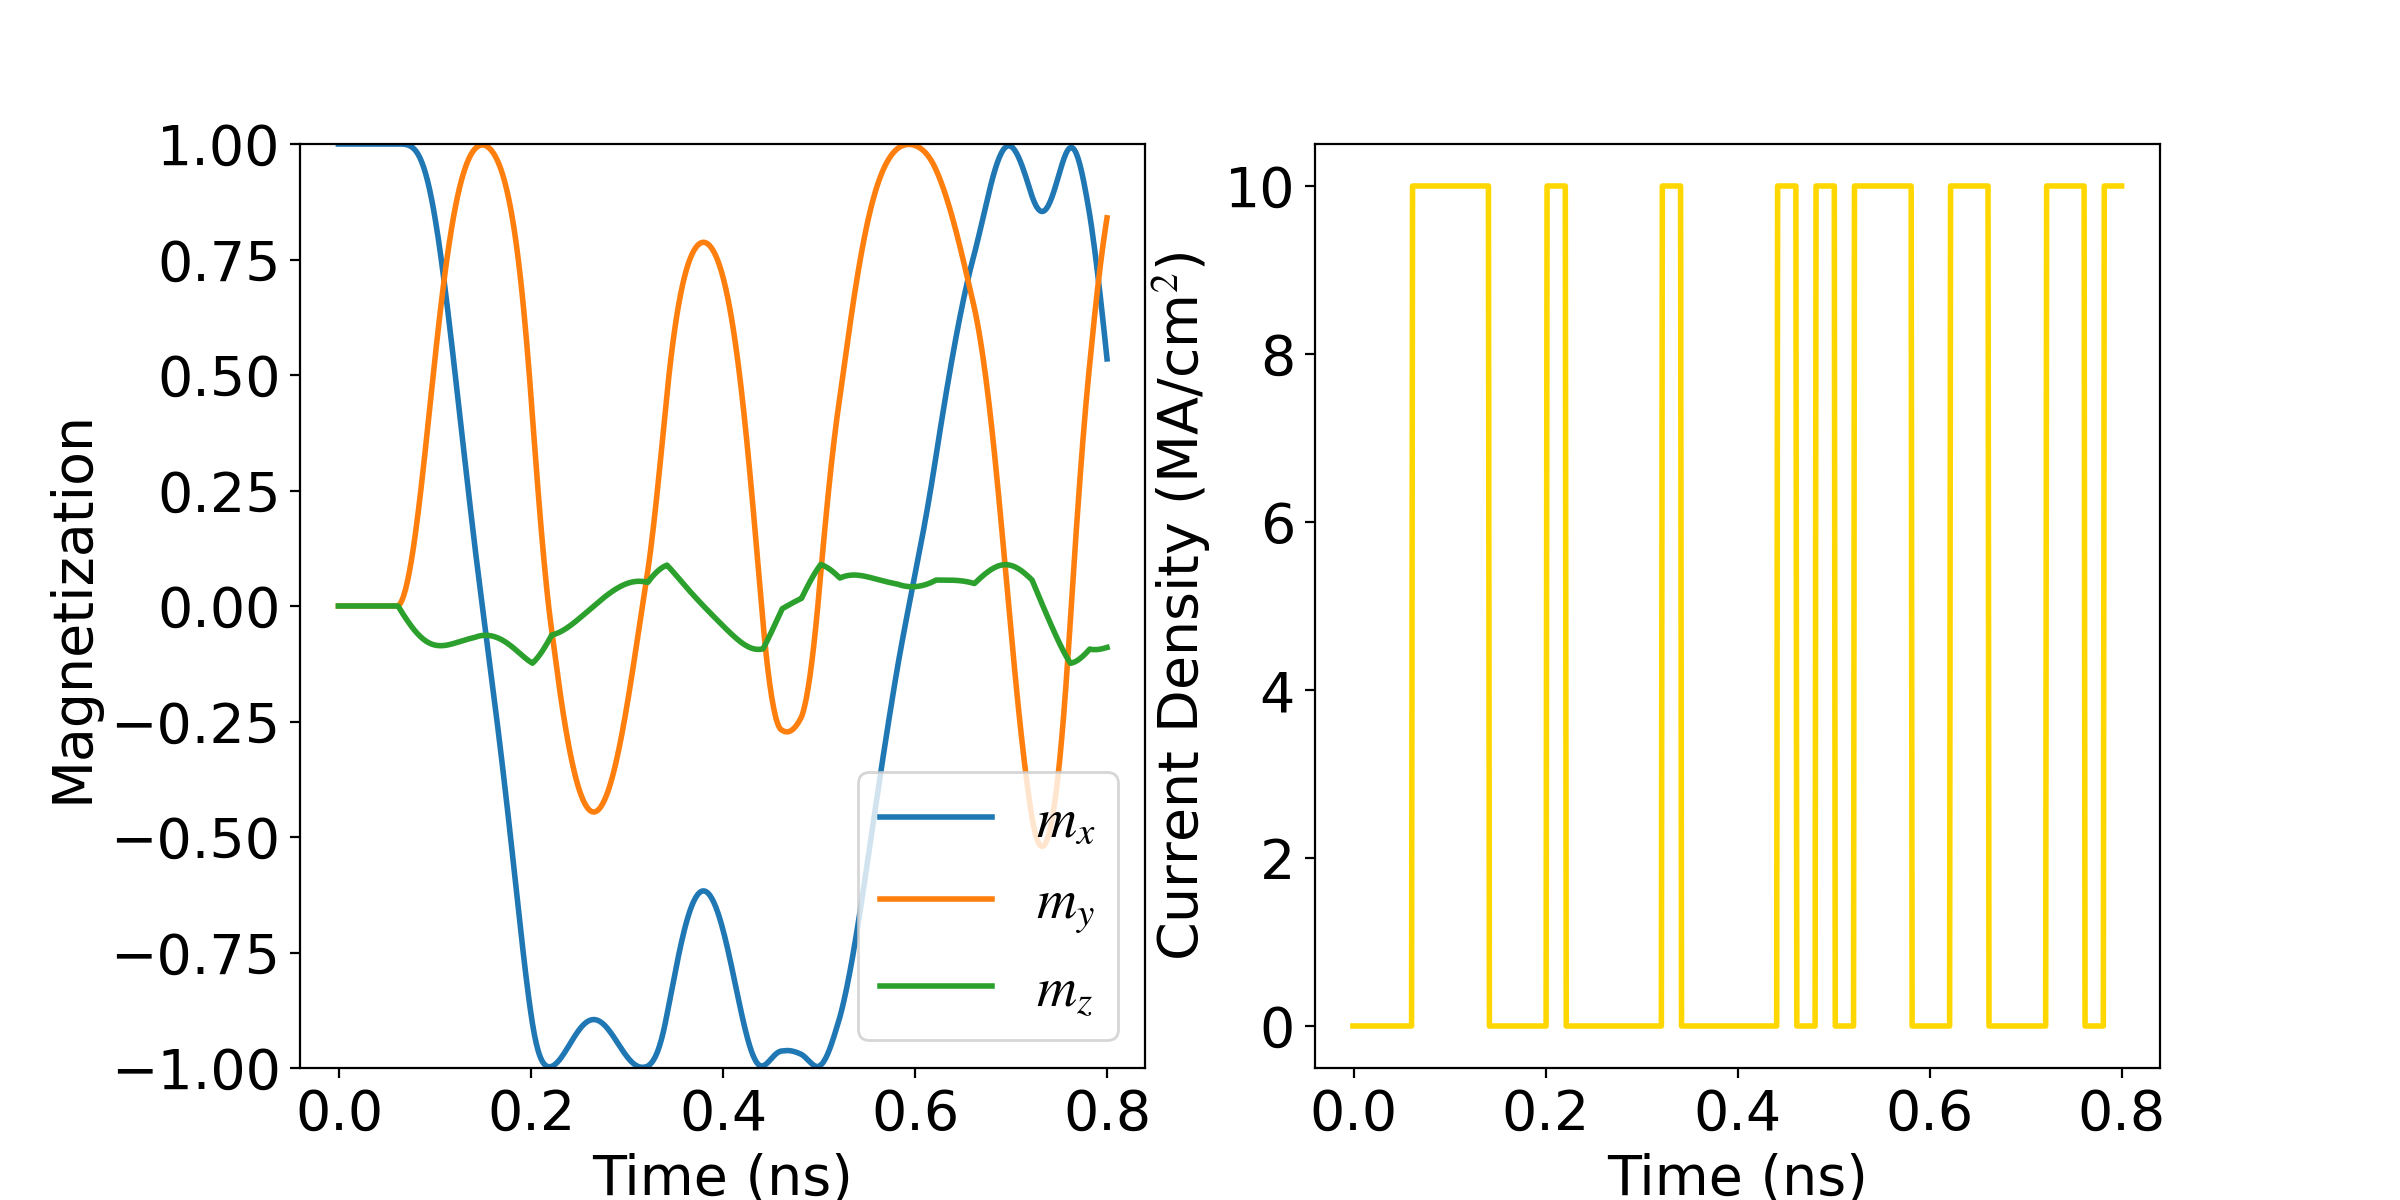 Magnetization
1.00
0.75
0.50
0.25
0.00
−0.25
−0.50
−0.75
−1.00
0.0 0.2 0.4 0.6 0.8
Time (ns)
m_x
m_y
m_z
Current Density (MA/cm²)
10
8
6
4
2
0
0.0 0.2 0.4 0.6 0.8
Time (ns)